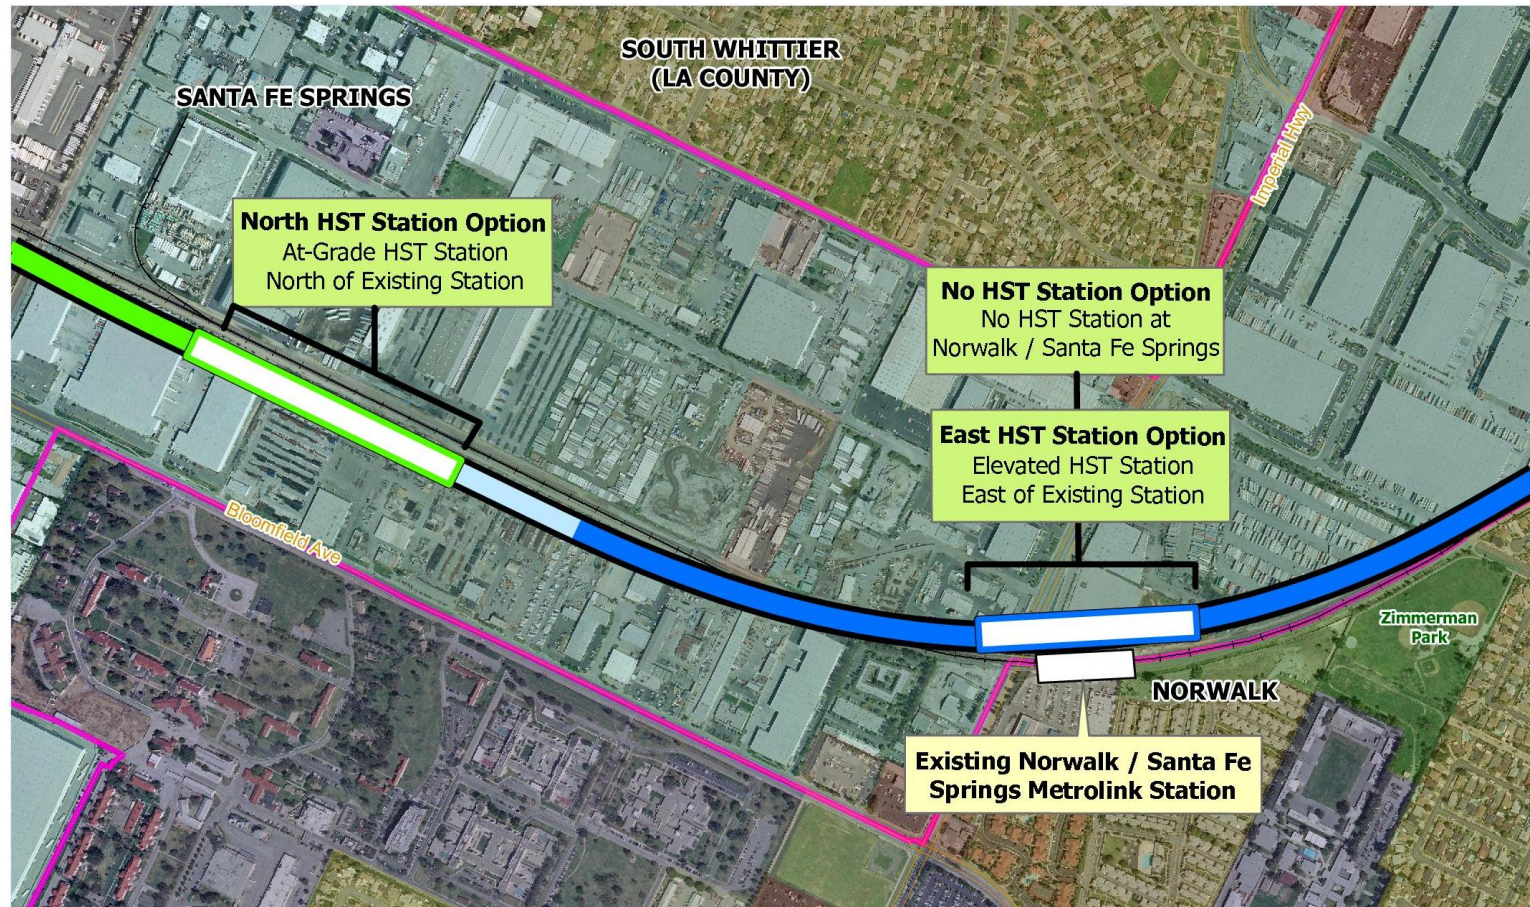 SOUTH WHITTIER
(LA COUNTY)
SANTA FE SPRINGS
Imperial Hwy
North HST Station Option
At-Grade HST Station
North of Existing Station
No HST Station Option
No HST Station at
Norwalk / Santa Fe Springs
East HST Station Option
Elevated HST Station
East of Existing Station
Bloomfield Ave
Zimmerman
Park
NORWALK
Existing Norwalk / Santa Fe
Springs Metrolink Station